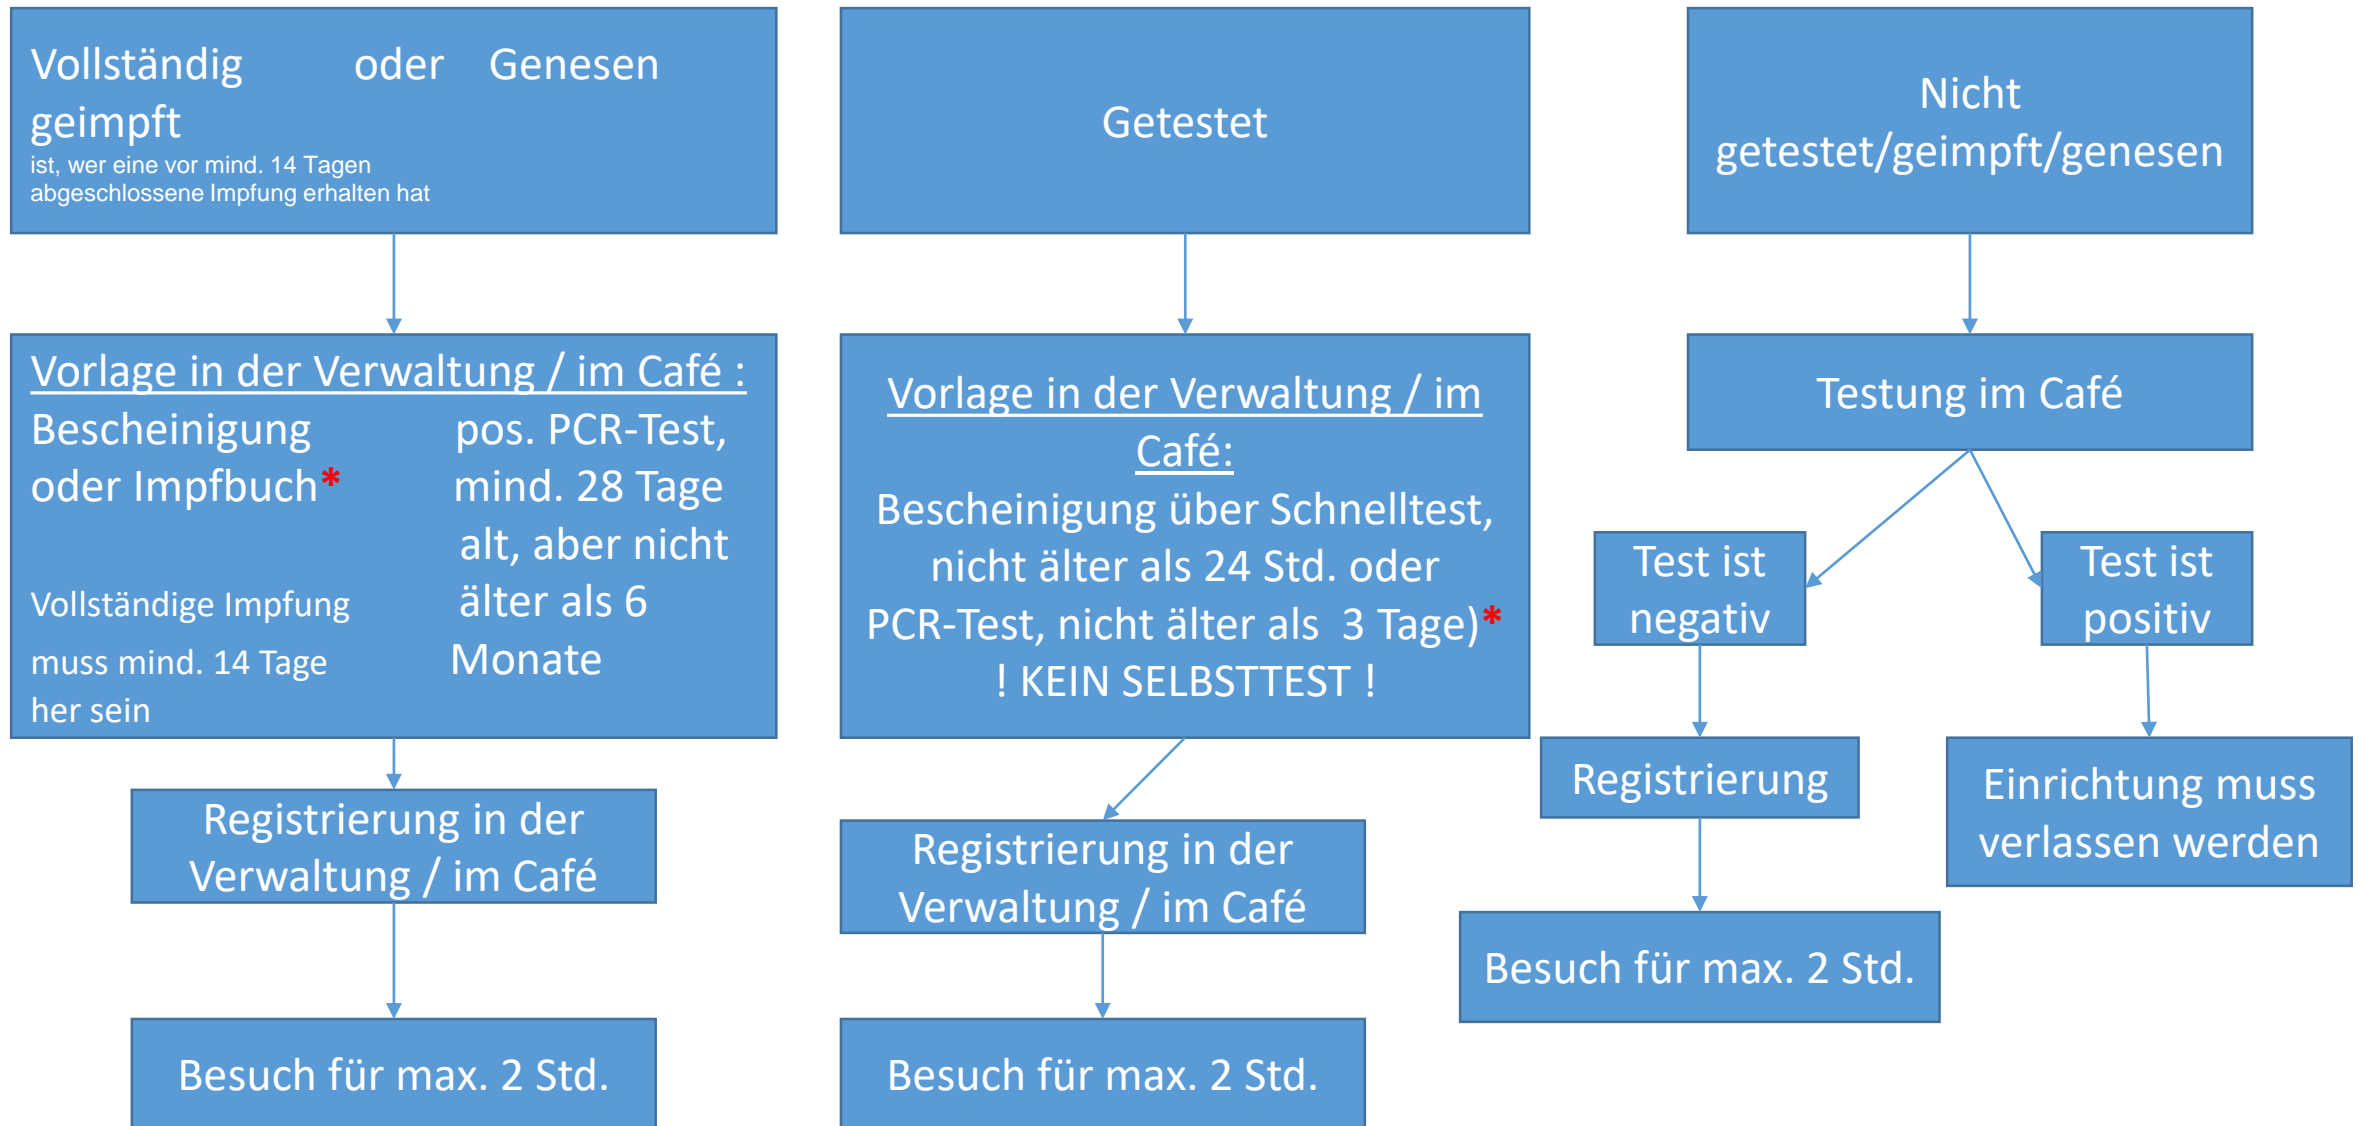 Vollständig oder Genesen
geimpft
ist, wer eine vor mind. 14 Tagen
abgeschlossene Impfung erhalten hat
Getestet
Nicht
getestet/geimpft/genesen
Vorlage in der Verwaltung / im Café :
Bescheinigung pos. PCR-Test,
oder Impfbuch* mind. 28 Tage
alt, aber nicht
Vollständige Impfung älter als 6
muss mind. 14 Tage Monate
her sein
Vorlage in der Verwaltung / im
Café:
Bescheinigung über Schnelltest,
nicht älter als 24 Std. oder
PCR-Test, nicht älter als 3 Tage)*
! KEIN SELBSTTEST !
Testung im Café
Test ist
negativ
Test ist
positiv
Registrierung
Einrichtung muss
verlassen werden
Registrierung in der
Verwaltung / im Café
Registrierung in der
Verwaltung / im Café
Besuch für max. 2 Std.
Besuch für max. 2 Std.
Besuch für max. 2 Std.